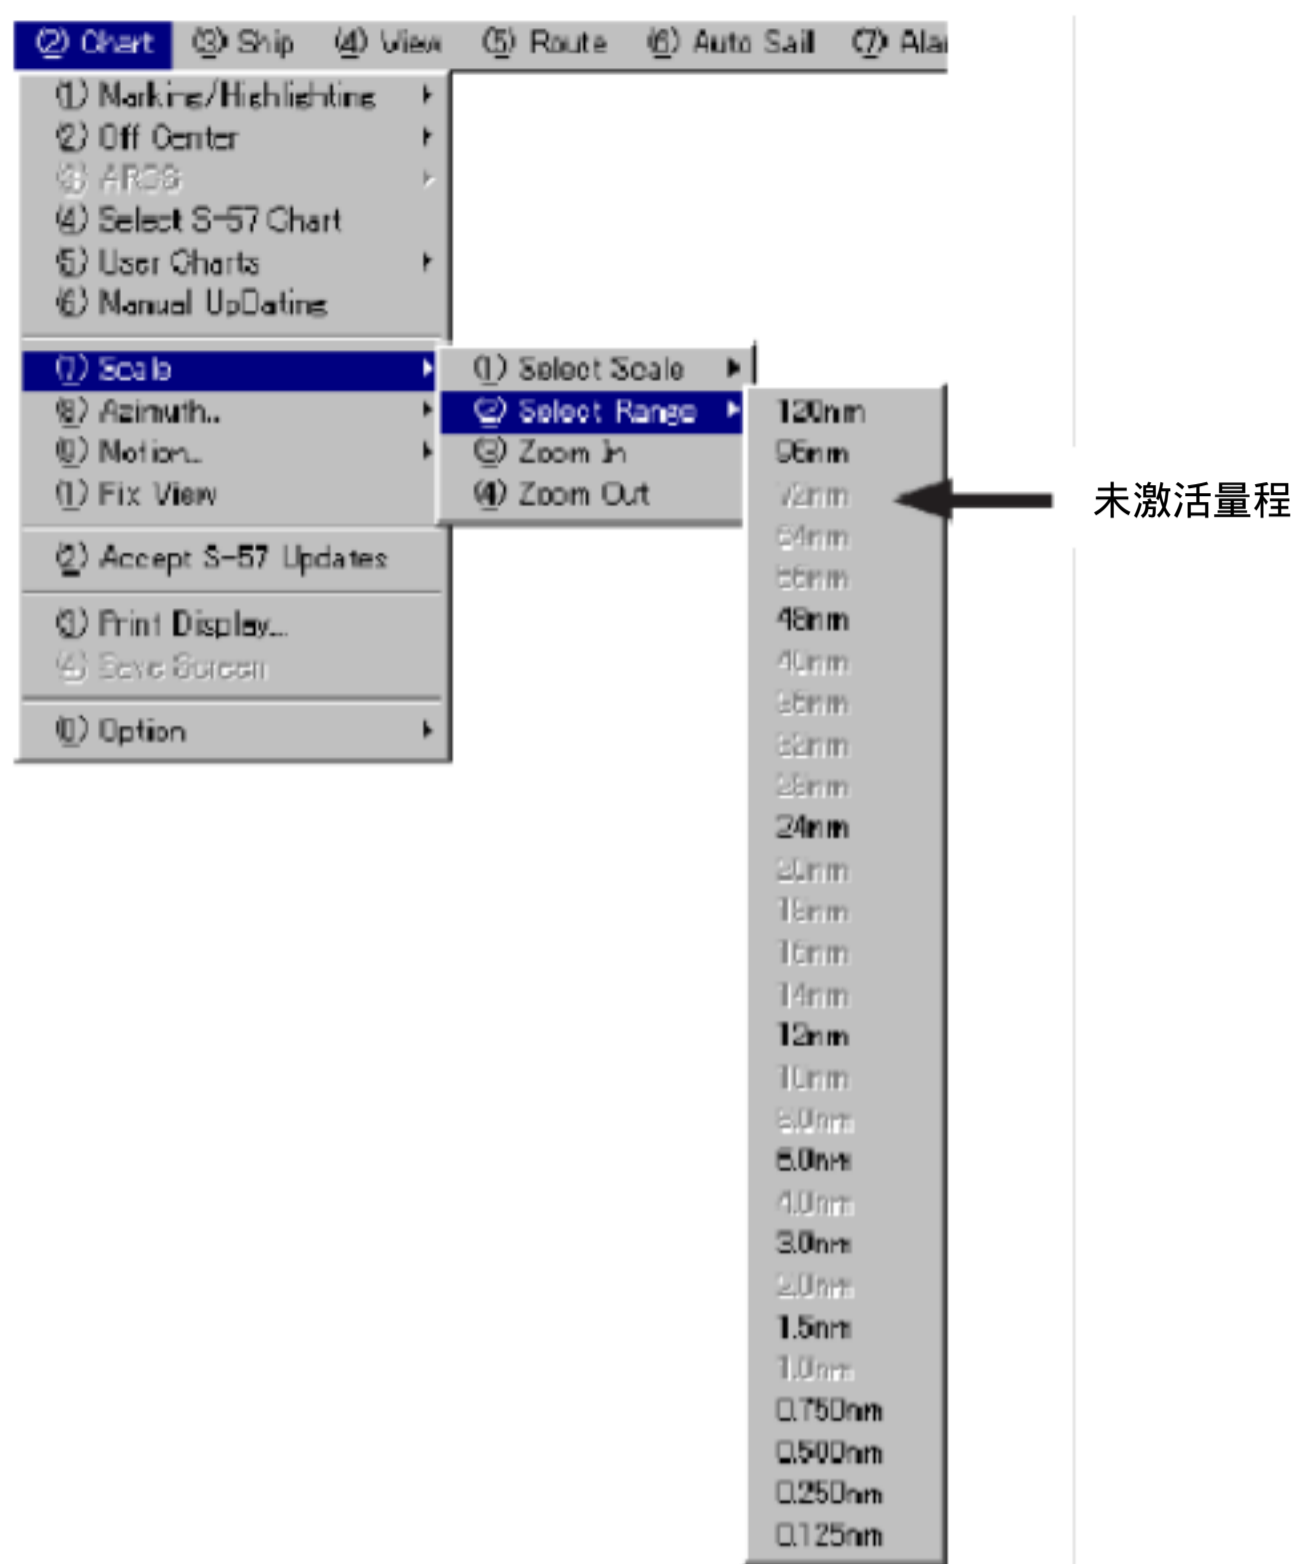 (2) Chart (3) Ship (4) View (5) Route (6) Auto Sail (7) Alar
(1) Marking/Highlighting
(2) Off Center
(3) ARCS
(4) Select S-57 Chart
(5) User Charts
(6) Manual UpDating
(7) Scale
(8) Azimuth..
(9) Motion...
(1) Fix View
(2) Accept S-57 Updates
(3) Print Display...
(4) Save Screen
(0) Option
(1) Select Scale
(2) Select Range
(3) Zoom In
(4) Zoom Out
120nm
96nm
72nm
64nm
56nm
48nm
40nm
36nm
32nm
28nm
24nm
20nm
18nm
16nm
14nm
12nm
10nm
8.0nm
6.0nm
4.0nm
3.0nm
2.0nm
1.5nm
1.0nm
0.750nm
0.500nm
0.250nm
0.125nm
未激活量程